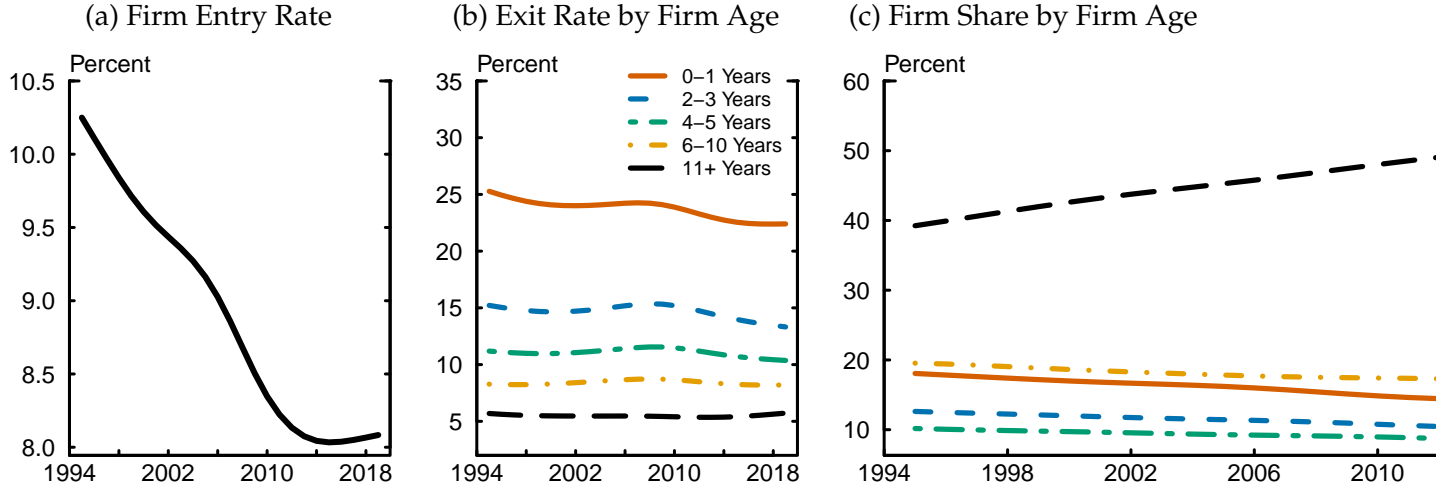 (a) Firm Entry Rate
Percent
10.5
10.0
9.5
9.0
8.5
8.0
1994 2002 2010 2018
(b) Exit Rate by Firm Age
Percent
35
30
25
20
15
10
5
0–1 Years
2–3 Years
4–5 Years
6–10 Years
11+ Years
1994 2002 2010 2018
(c) Firm Share by Firm Age
Percent
60
50
40
30
20
10
1994 1998 2002 2006 2010